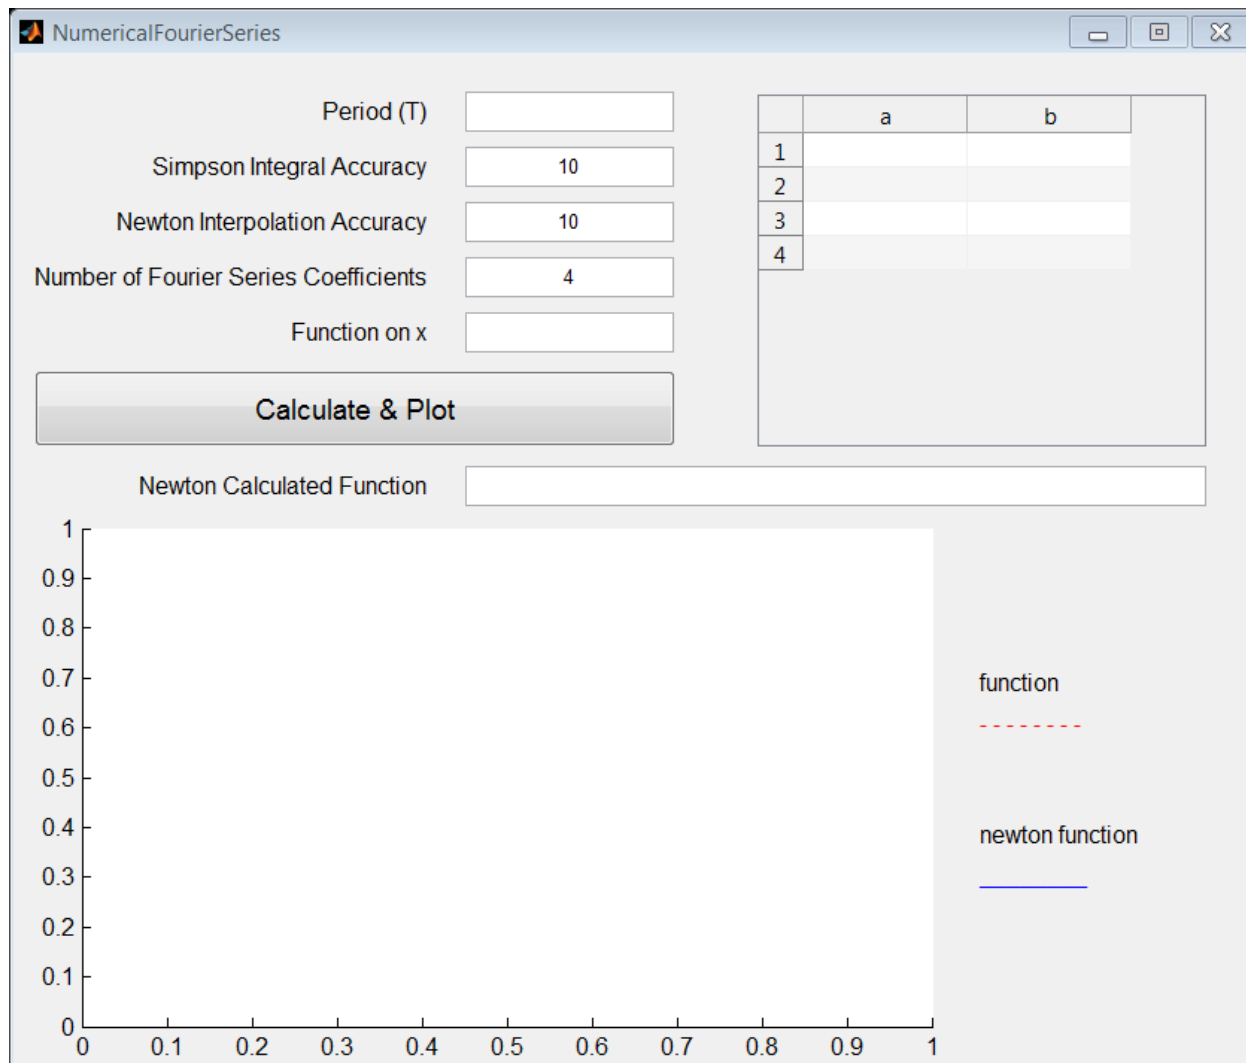 NumericalFourierSeries
Period (T)
Simpson Integral Accuracy 10
Newton Interpolation Accuracy 10
Number of Fourier Series Coefficients 4
Function on x
Calculate & Plot
a b
1
2
3
4
Newton Calculated Function
1
0.9
0.8
0.7
0.6
0.5
0.4
0.3
0.2
0.1
0
0 0.1 0.2 0.3 0.4 0.5 0.6 0.7 0.8 0.9 1
function
newton function